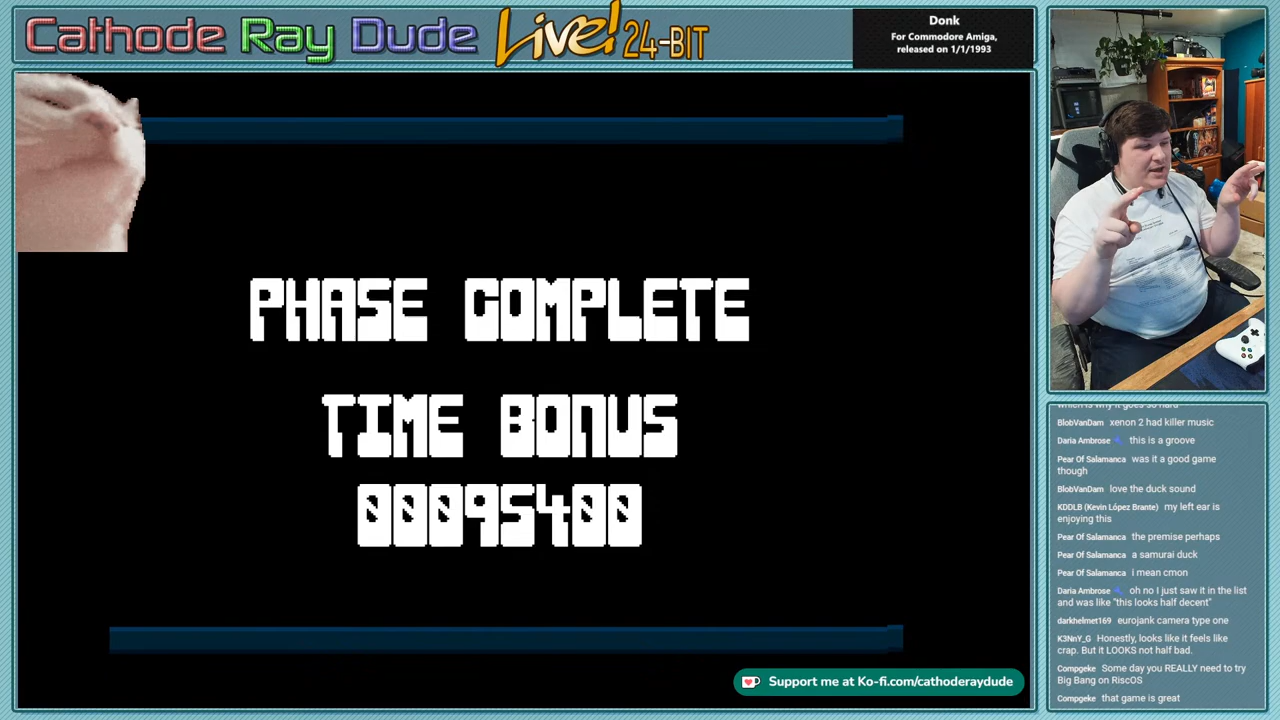 Cathode Ray Dude Live! 24-BIT
Donk
For Commodore Amiga,
released on 1/1/1993
PHASE COMPLETE
TIME BONUS
00095400
Support me at Ko-fi.com/cathoderaydude
BlobVanDam xenon 2 had killer music
Daria Ambrose this is a groove
Pear Of Salamanca was it a good game
though
BlobVanDam love the duck sound
KDDLB (Kevin López Brante) my left ear is
enjoying this
Pear Of Salamanca the premise perhaps
Pear Of Salamanca a samurai duck
Pear Of Salamanca i mean cmon
Daria Ambrose oh no I just saw it in the list
and was like "this looks half decent"
darkhelmet169 eurojank camera type one
K3NnY_G Honestly, looks like it feels like
crap. But it LOOKS not half bad.
Compgeke Some day you REALLY need to try
Big Bang on RiscOS
Compgeke that game is great